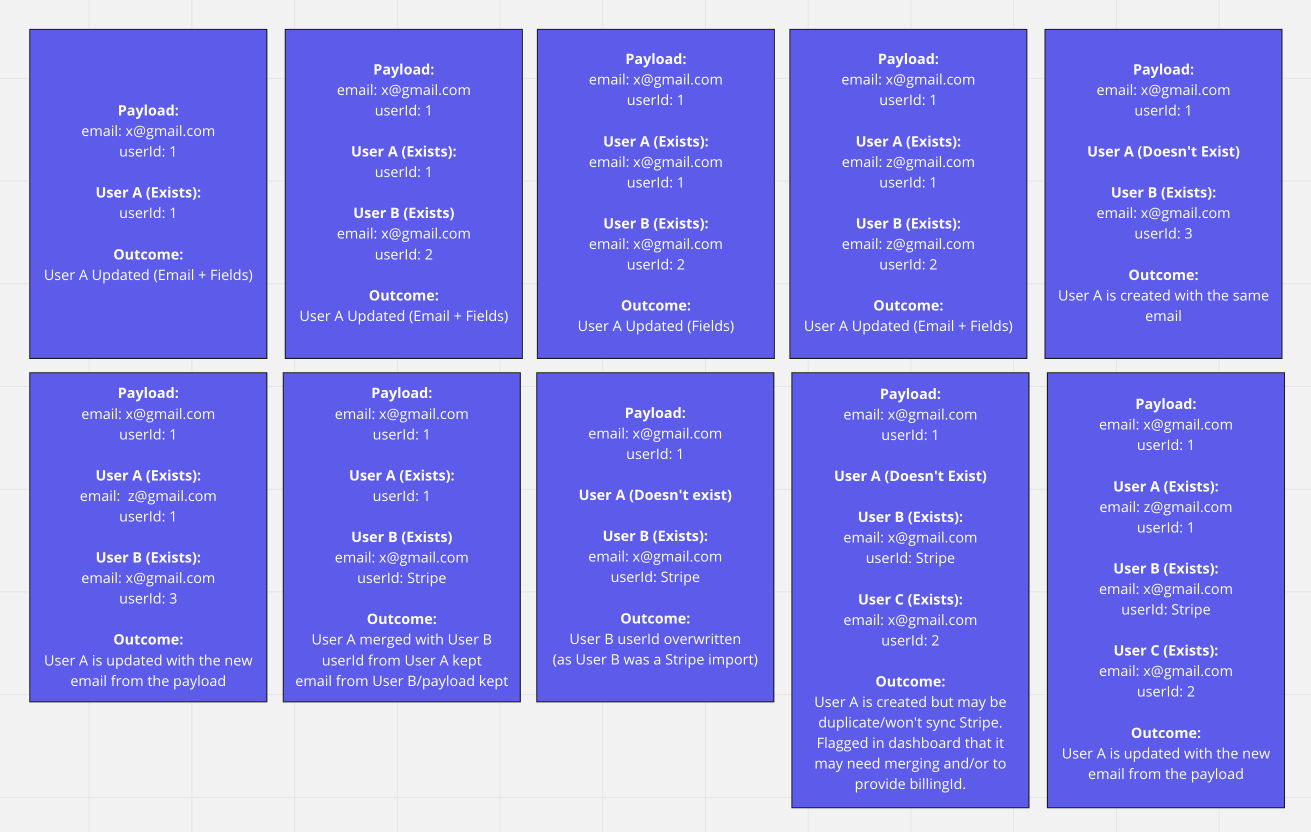 Payload:
email: x@gmail.com
userId: 1
User A (Exists):
userId: 1
Outcome:
User A Updated (Email + Fields)
Payload:
email: x@gmail.com
userId: 1
User A (Exists):
userId: 1
User B (Exists)
email: x@gmail.com
userId: 2
Outcome:
User A Updated (Email + Fields)
Payload:
email: x@gmail.com
userId: 1
User A (Exists):
email: x@gmail.com
userId: 1
User B (Exists):
email: x@gmail.com
userId: 2
Outcome:
User A Updated (Fields)
Payload:
email: x@gmail.com
userId: 1
User A (Exists):
email: z@gmail.com
userId: 1
User B (Exists):
email: z@gmail.com
userId: 2
Outcome:
User A Updated (Email + Fields)
Payload:
email: x@gmail.com
userId: 1
User A (Doesn't Exist)
User B (Exists):
email: x@gmail.com
userId: 3
Outcome:
User A is created with the same
email
Payload:
email: x@gmail.com
userId: 1
User A (Exists):
email:  z@gmail.com
userId: 1
User B (Exists):
email: x@gmail.com
userId: 3
Outcome:
User A is updated with the new
email from the payload
Payload:
email: x@gmail.com
userId: 1
User A (Exists):
userId: 1
User B (Exists)
email: x@gmail.com
userId: Stripe
Outcome:
User A merged with User B
userId from User A kept
email from User B/payload kept
Payload:
email: x@gmail.com
userId: 1
User A (Doesn't exist)
User B (Exists):
email: x@gmail.com
userId: Stripe
Outcome:
User B userId overwritten
(as User B was a Stripe import)
Payload:
email: x@gmail.com
userId: 1
User A (Doesn't Exist)
User B (Exists):
email: x@gmail.com
userId: Stripe
User C (Exists):
email: x@gmail.com
userId: 2
Outcome:
User A is created but may be
duplicate/won't sync Stripe.
Flagged in dashboard that it
may need merging and/or to
provide billingId.
Payload:
email: x@gmail.com
userId: 1
User A (Exists):
email: z@gmail.com
userId: 1
User B (Exists):
email: x@gmail.com
userId: Stripe
User C (Exists):
email: x@gmail.com
userId: 2
Outcome:
User A is updated with the new
email from the payload